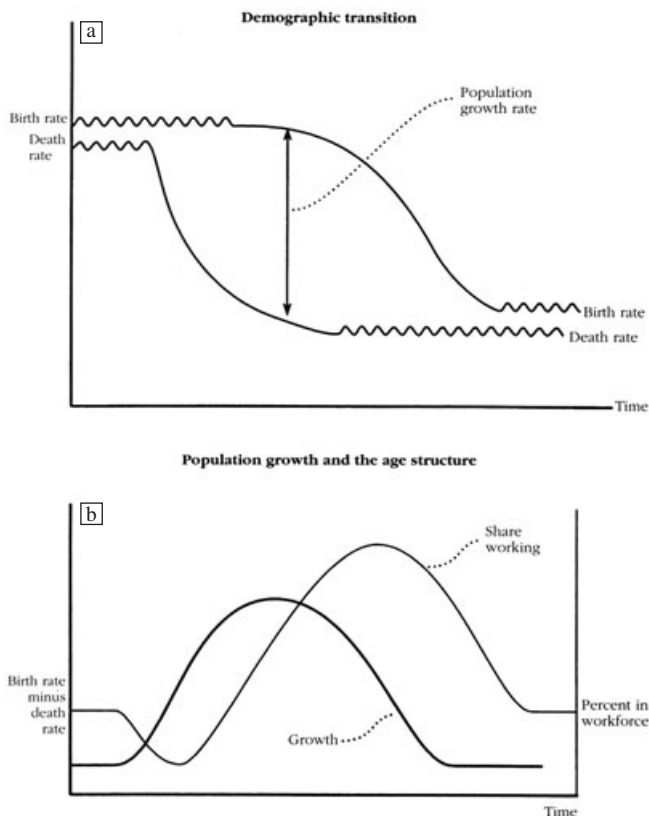 Demographic transition
a
Population
growth rate
Birth rate
Death
rate
Birth rate
Death rate
Time
Population growth and the age structure
b
Share
working
Birth rate
minus
death
rate
Percent in
workforce
Growth
Time